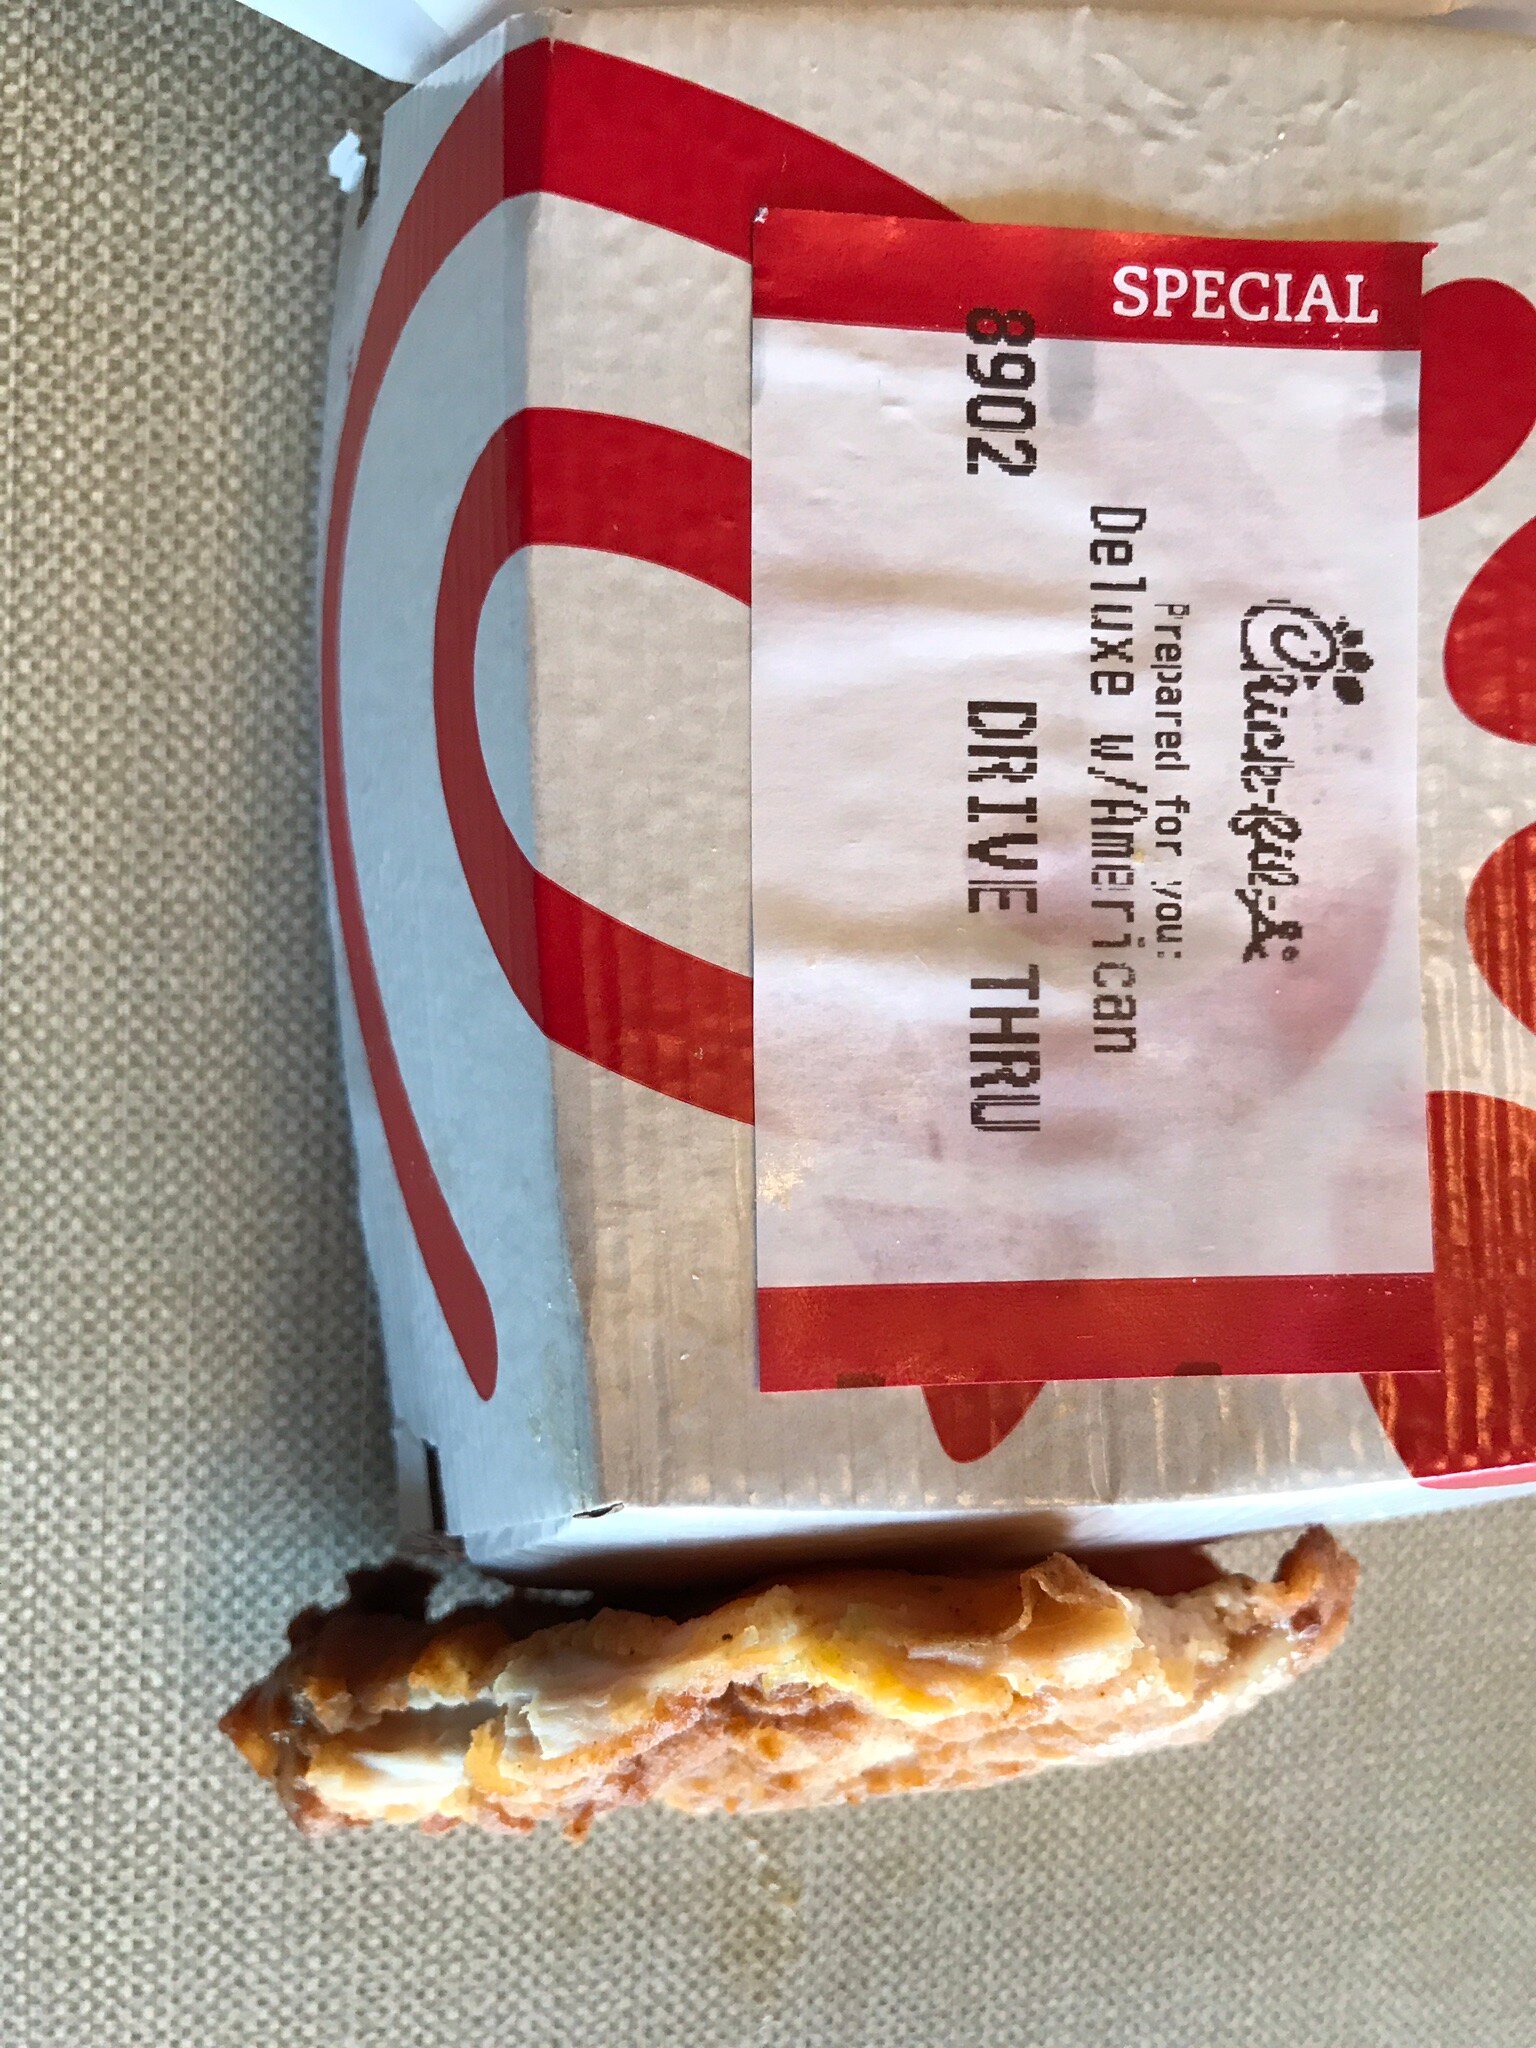 SPECIAL
Chick-fil-A
Prepared for you:
Deluxe w/American
8902 DRIVE THRU